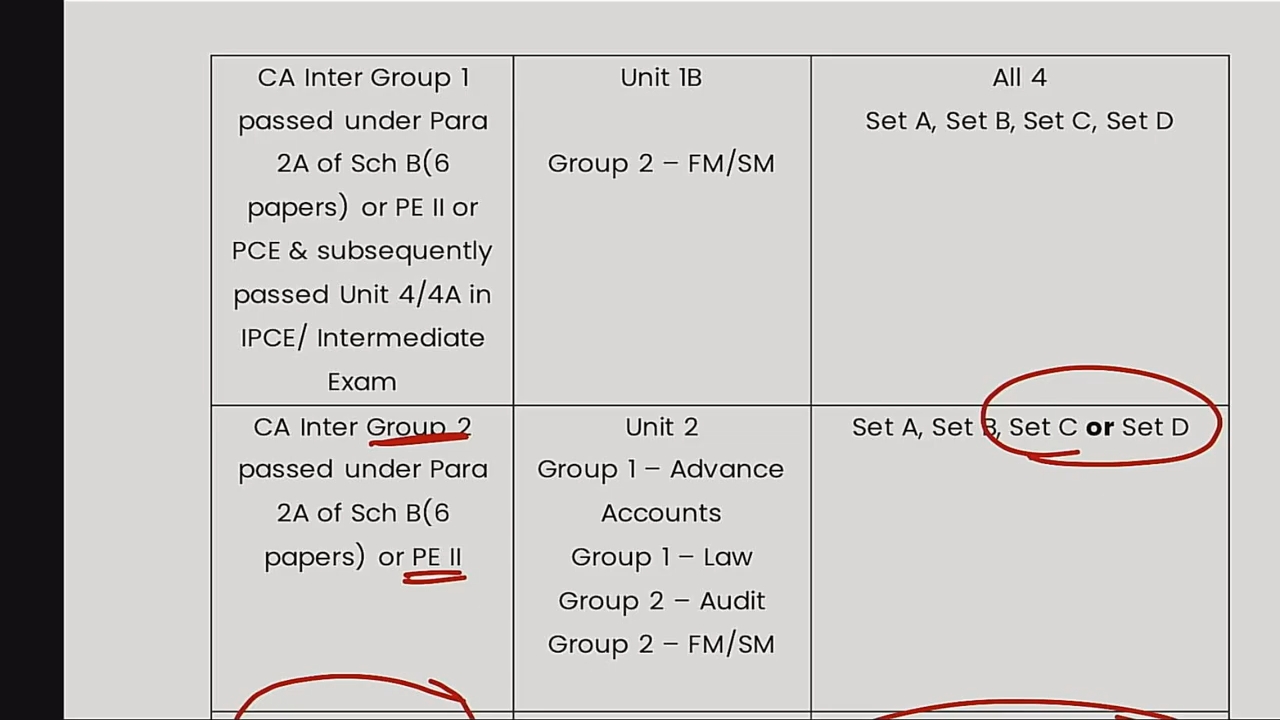 CA Inter Group 1
passed under Para
2A of Sch B(6
papers) or PE II or
PCE & subsequently
passed Unit 4/4A in
IPCE/ Intermediate
Exam
Unit 1B
Group 2 – FM/SM
All 4
Set A, Set B, Set C, Set D
CA Inter Group 2
passed under Para
2A of Sch B(6
papers) or PE II
Unit 2
Group 1 – Advance
Accounts
Group 1 – Law
Group 2 – Audit
Group 2 – FM/SM
Set A, Set B, Set C or Set D